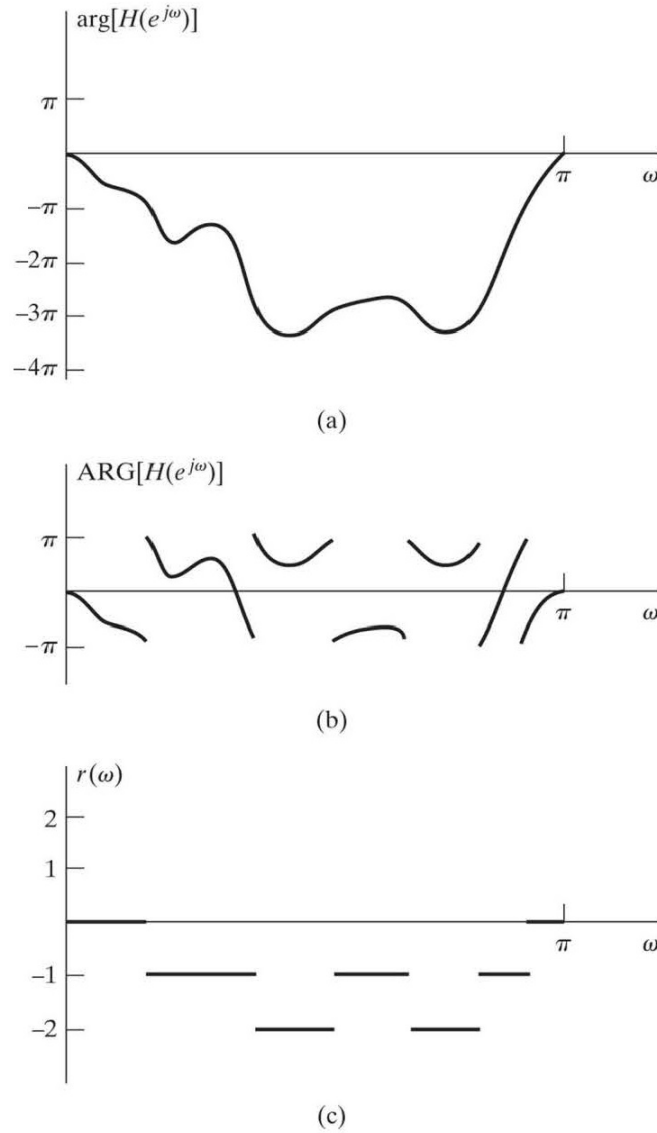 arg[H(e^{jω})]
π
π
ω
−π
−2π
−3π
−4π
(a)
ARG[H(e^{jω})]
π
π
ω
−π
(b)
r(ω)
2
1
π
ω
−1
−2
(c)